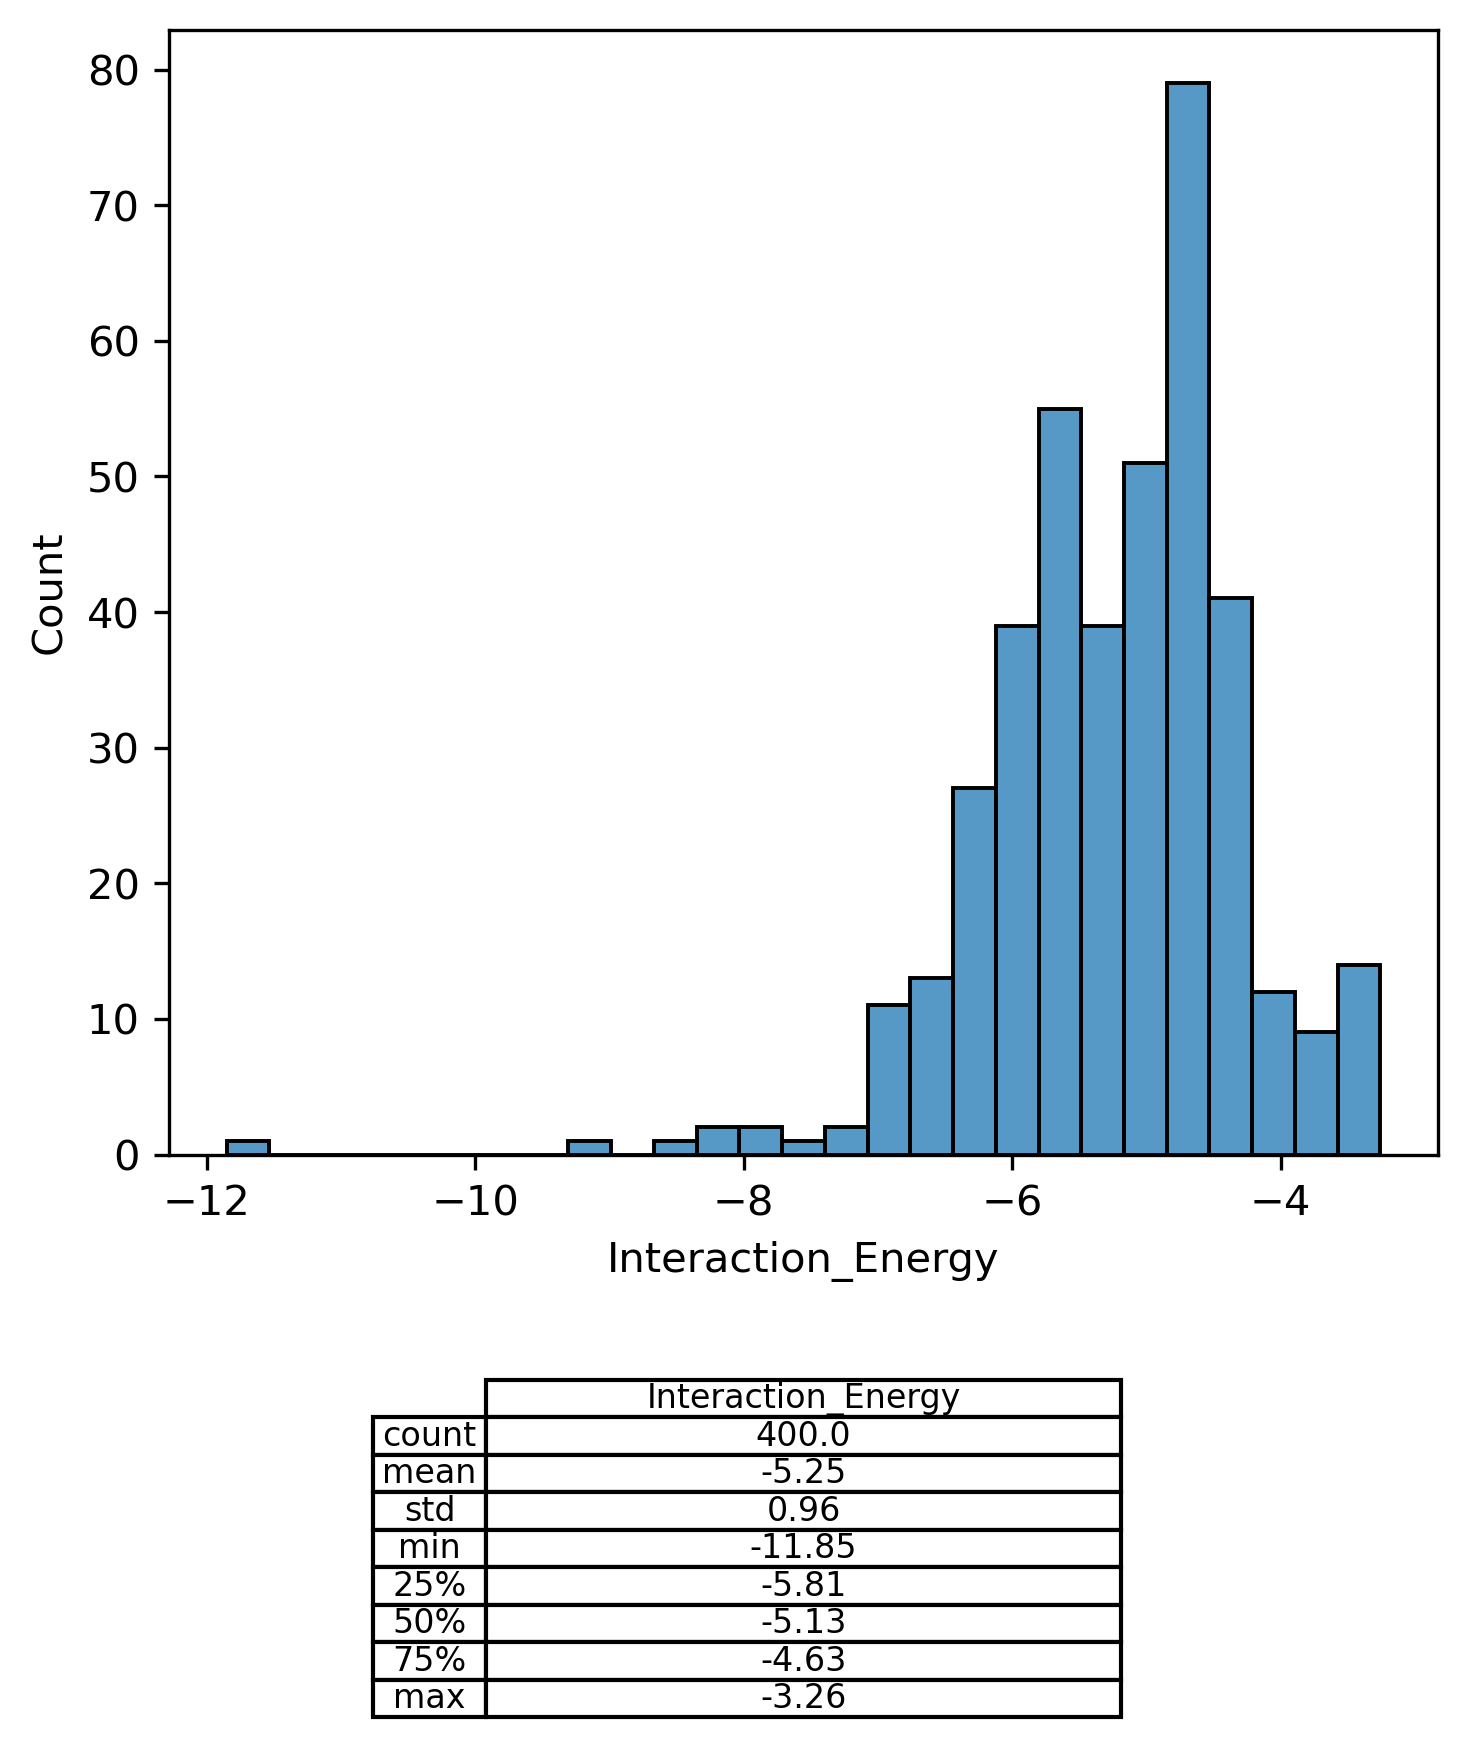 80
70
60
50
40
30
20
10
0
Count
−12 −10 −8 −6 −4
Interaction_Energy
Interaction_Energy
count 400.0
mean -5.25
std 0.96
min -11.85
25% -5.81
50% -5.13
75% -4.63
max -3.26